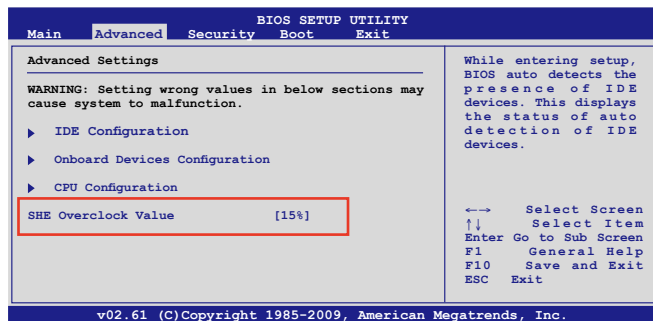 BIOS SETUP UTILITY
Main Advanced Security Boot Exit
Advanced Settings
WARNING: Setting wrong values in below sections may
cause system to malfunction.
IDE Configuration
Onboard Devices Configuration
CPU Configuration
SHE Overclock Value [15%]
While entering setup,
BIOS auto detects the
presence of IDE
devices. This displays
the status of auto
detection of IDE
devices.
←→ Select Screen
↑↓ Select Item
Enter Go to Sub Screen
F1 General Help
F10 Save and Exit
ESC Exit
v02.61 (C)Copyright 1985-2009, American Megatrends, Inc.